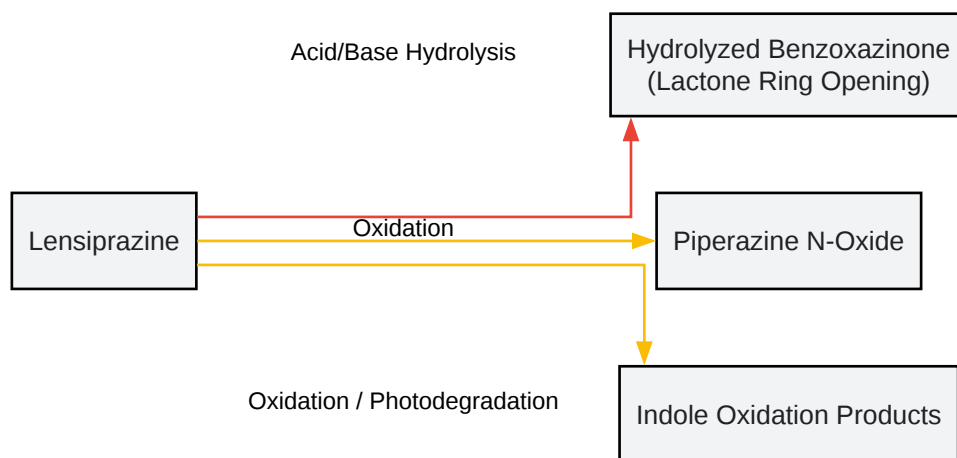 Acid/Base Hydrolysis
Hydrolyzed Benzoxazinone
(Lactone Ring Opening)
Lensiprazine
Oxidation
Piperazine N-Oxide
Oxidation / Photodegradation
Indole Oxidation Products